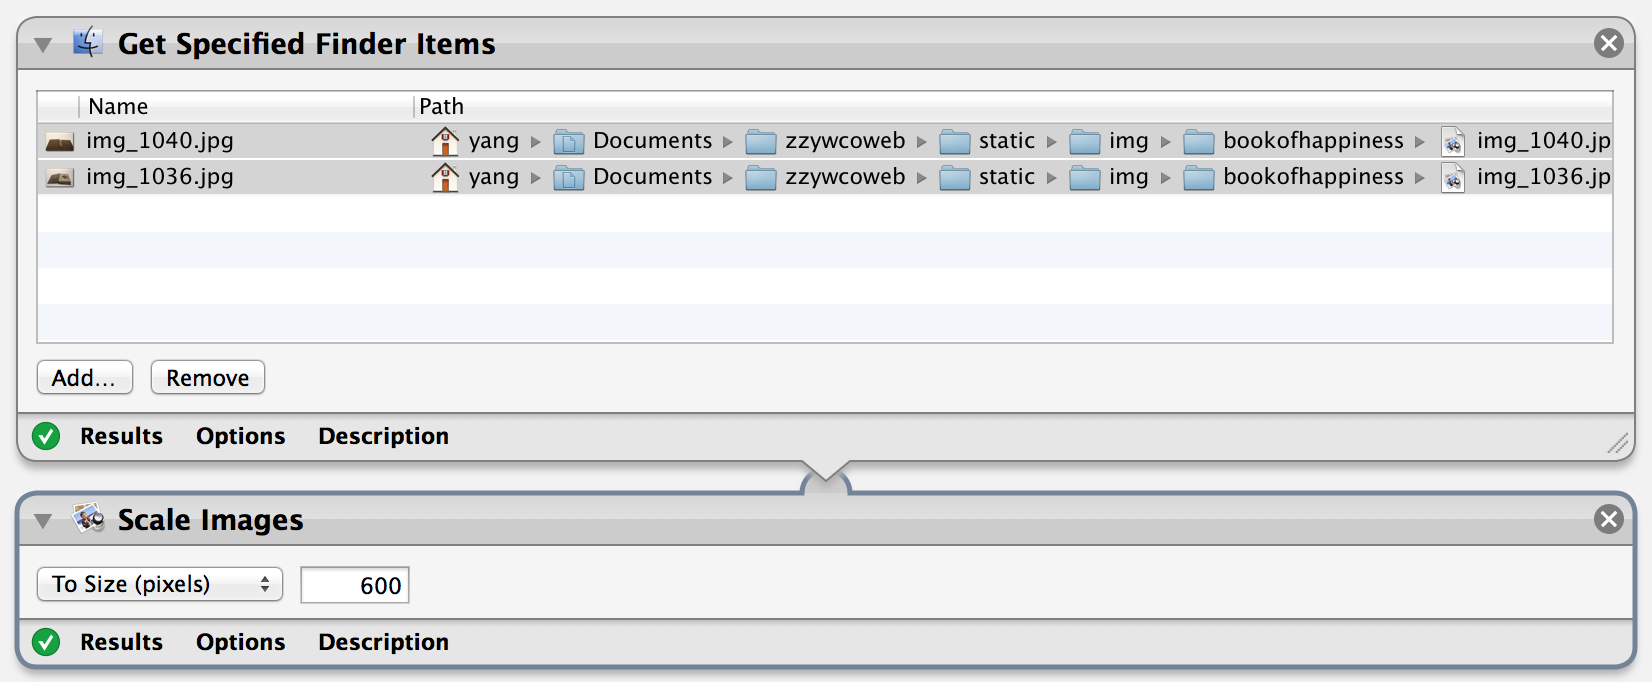 Get Specified Finder Items
Name Path
img_1040.jpg yang Documents zzywcoweb static img bookofhappiness img_1040.jp
img_1036.jpg yang Documents zzywcoweb static img bookofhappiness img_1036.jp
Add... Remove
Results Options Description
Scale Images
To Size (pixels) 600
Results Options Description